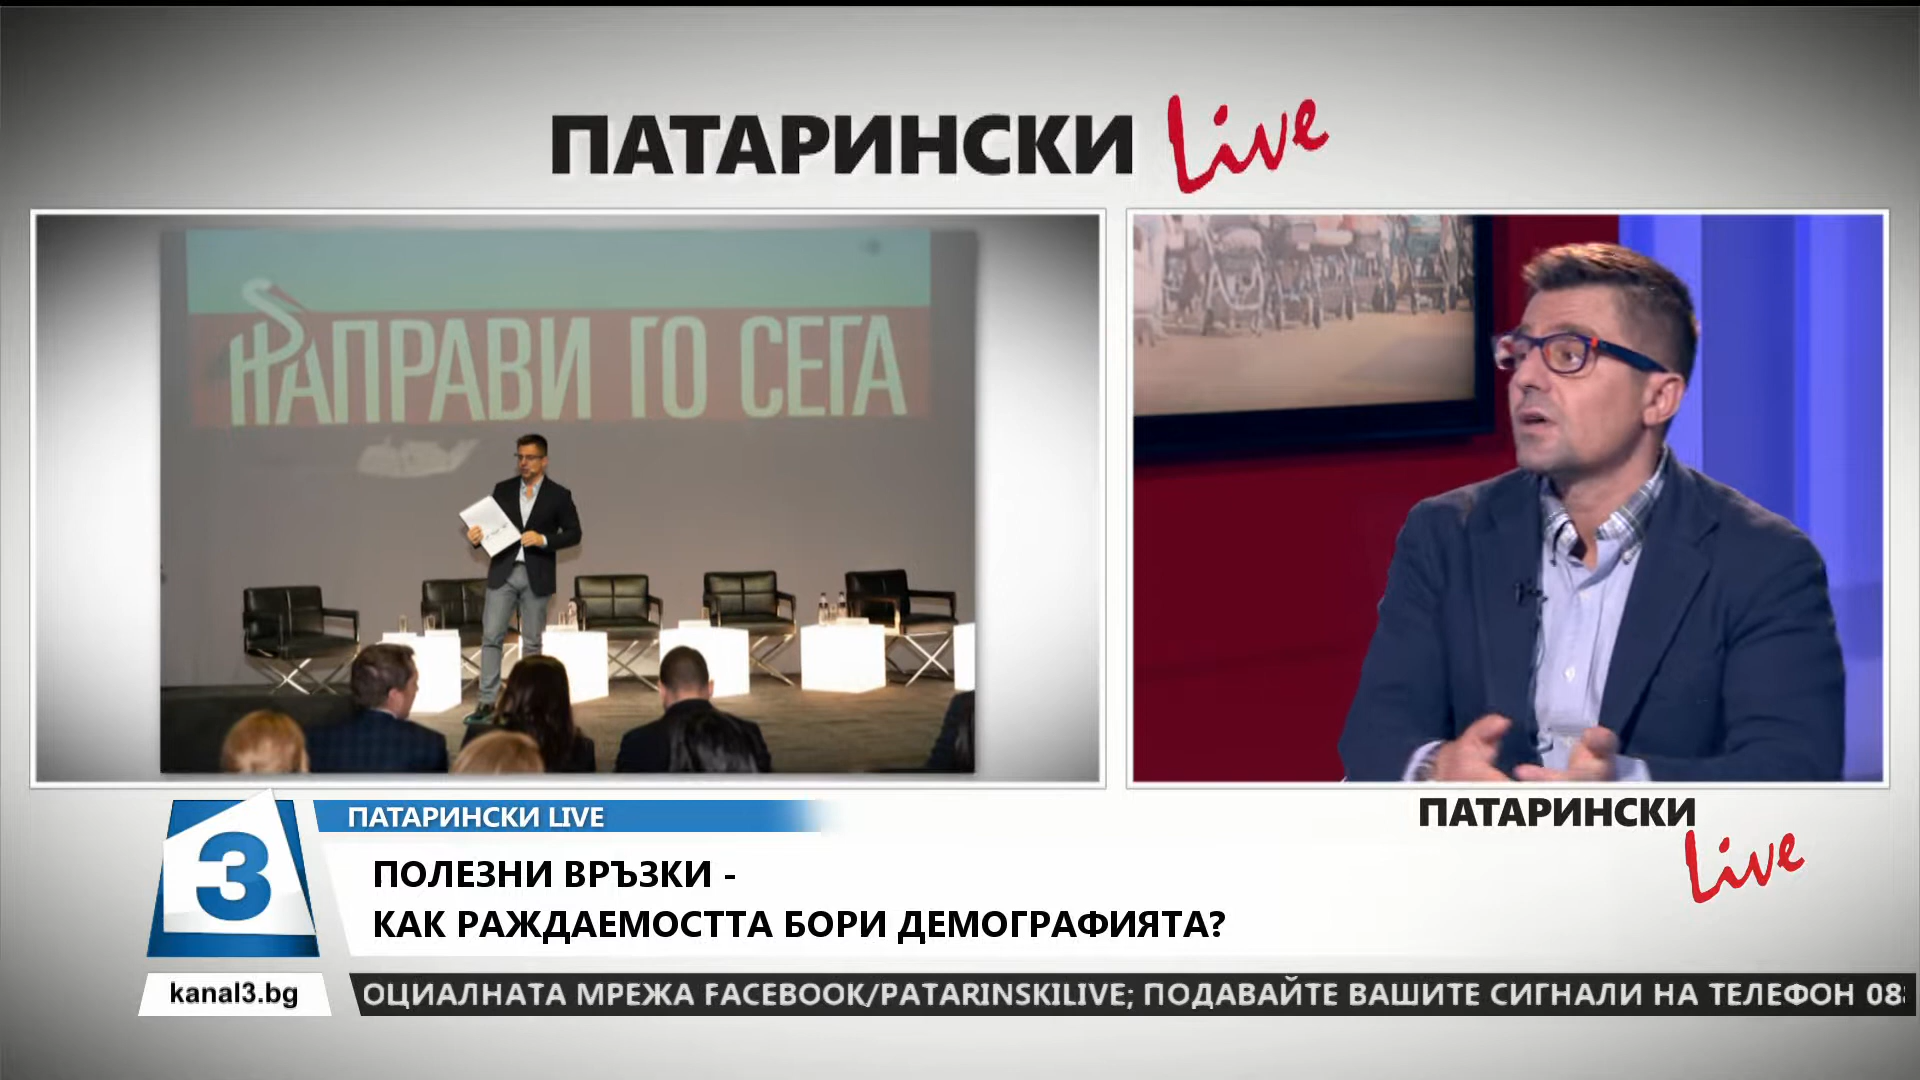 ПАТАРИНСКИ Live
НАПРАВИ ГО СЕГА
3
ПАТАРИНСКИ LIVE
ПОЛЕЗНИ ВРЪЗКИ -
КАК РАЖДАЕМОСТТА БОРИ ДЕМОГРАФИЯТА?
ПАТАРИНСКИ
Live
kanal3.bg
ОЦИАЛНАТА МРЕЖА FACEBOOK/PATARINSKILIVE; ПОДАВАЙТЕ ВАШИТЕ СИГНАЛИ НА ТЕЛЕФОН 08